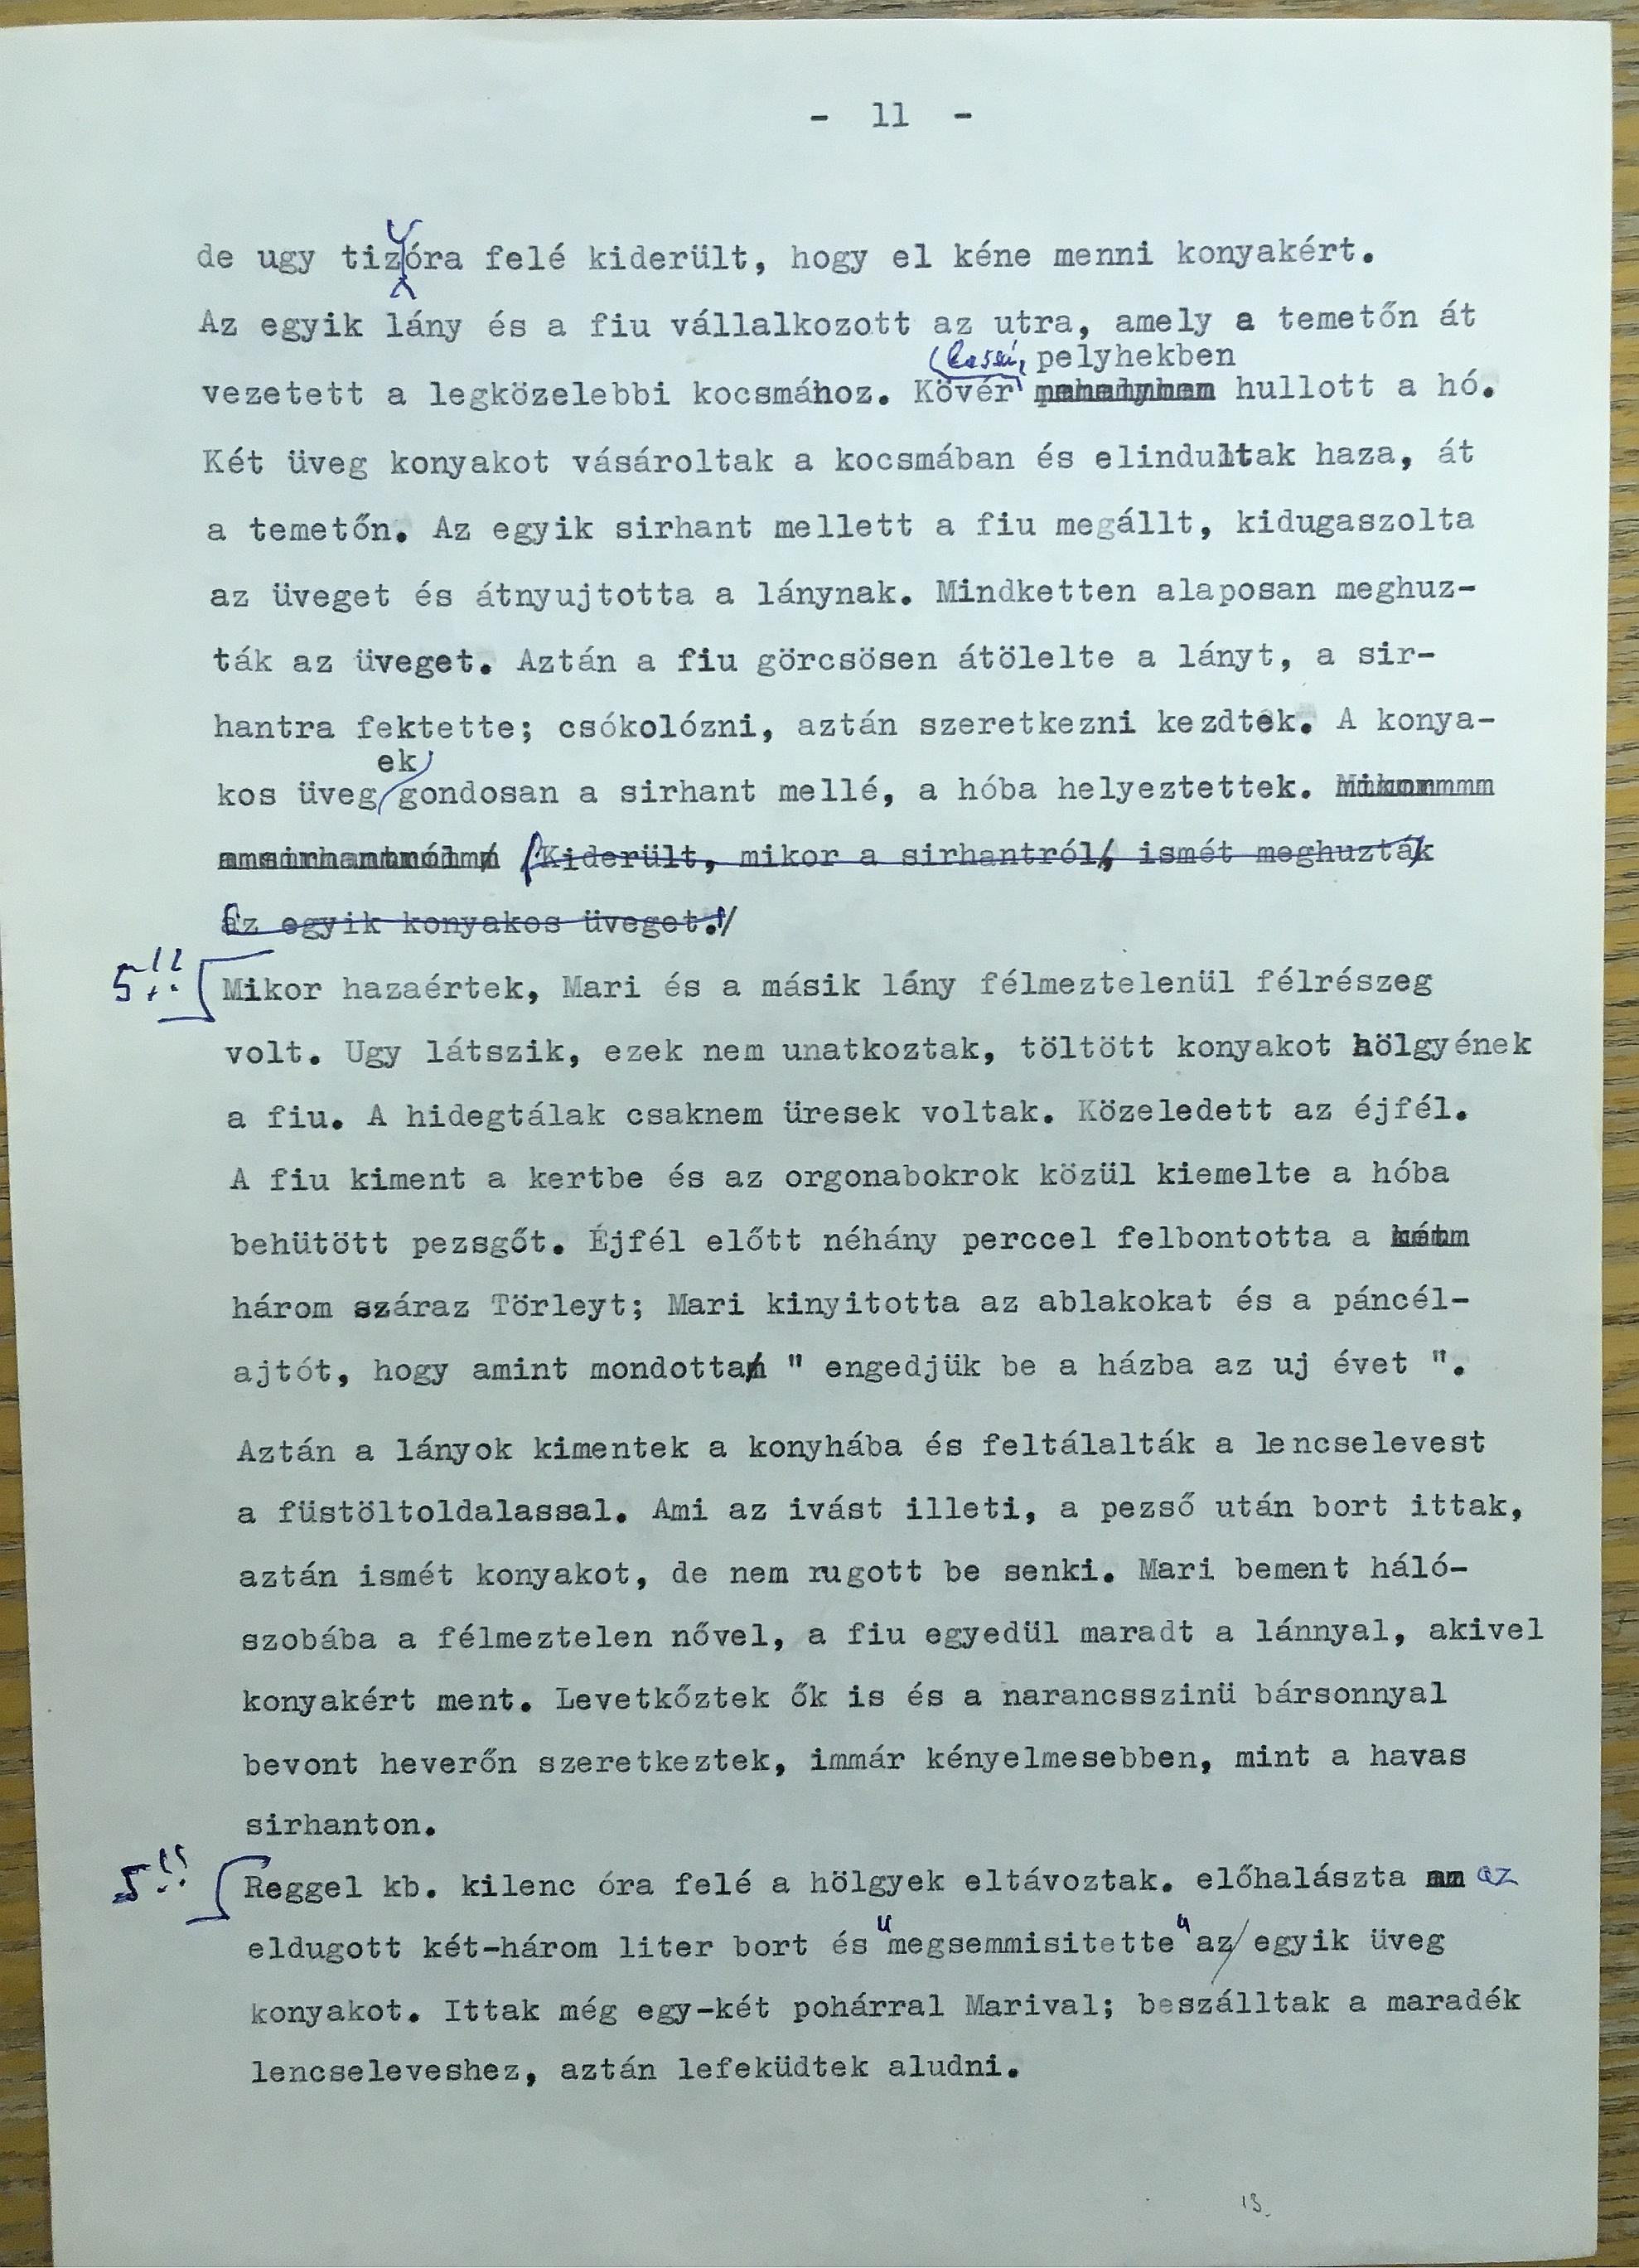 - 11 -
de ugy tiz óra felé kiderült, hogy el kéne menni konyakért.
Az egyik lány és a fiu vállalkozott az utra, amely a temetőn át
lassú, pelyhekben
vezetett a legközelebbi kocsmához. Kövér hullott a hó.
Két üveg konyakot vásároltak a kocsmában és elindultak haza, át
a temetőn. Az egyik sirhant mellett a fiu megállt, kidugaszolta
az üveget és átnyujtotta a lánynak. Mindketten alaposan meghuz-
ták az üveget. Aztán a fiu görcsösen átölelte a lányt, a sir-
hantra fektette; csókolózni, aztán szeretkezni kezdtek. A konya-
ek
kos üveg gondosan a sirhant mellé, a hóba helyeztettek. Mikor
a sirhantról /Kiderült, mikor a sirhantról, ismét meghuzták
az egyik konyakos üveget./
5!! Mikor hazaértek, Mari és a másik lány félmeztelenül félrészeg
volt. Ugy látszik, ezek nem unatkoztak, töltött konyakot hölgyének
a fiu. A hidegtálak csaknem üresek voltak. Közeledett az éjfél.
A fiu kiment a kertbe és az orgonabokrok közül kiemelte a hóba
behütött pezsgőt. Éjfél előtt néhány perccel felbontotta a két
három száraz Törleyt; Mari kinyitotta az ablakokat és a páncél-
ajtót, hogy amint mondotta " engedjük be a házba az uj évet ".
Aztán a lányok kimentek a konyhába és feltálalták a lencselevest
a füstöltoldalassal. Ami az ivást illeti, a pezső után bort ittak,
aztán ismét konyakot, de nem rugott be senki. Mari bement háló-
szobába a félmeztelen nővel, a fiu egyedül maradt a lánnyal, akivel
konyakért ment. Levetkőztek ők is és a narancsszinü bársonnyal
bevont heverőn szeretkeztek, immár kényelmesebben, mint a havas
sirhanton.
5!! Reggel kb. kilenc óra felé a hölgyek eltávoztak. előhalászta az
eldugott két-három liter bort és "megsemmisitette" az egyik üveg
konyakot. Ittak még egy-két pohárral Marival; beszálltak a maradék
lencseleveshez, aztán lefeküdtek aludni.
13